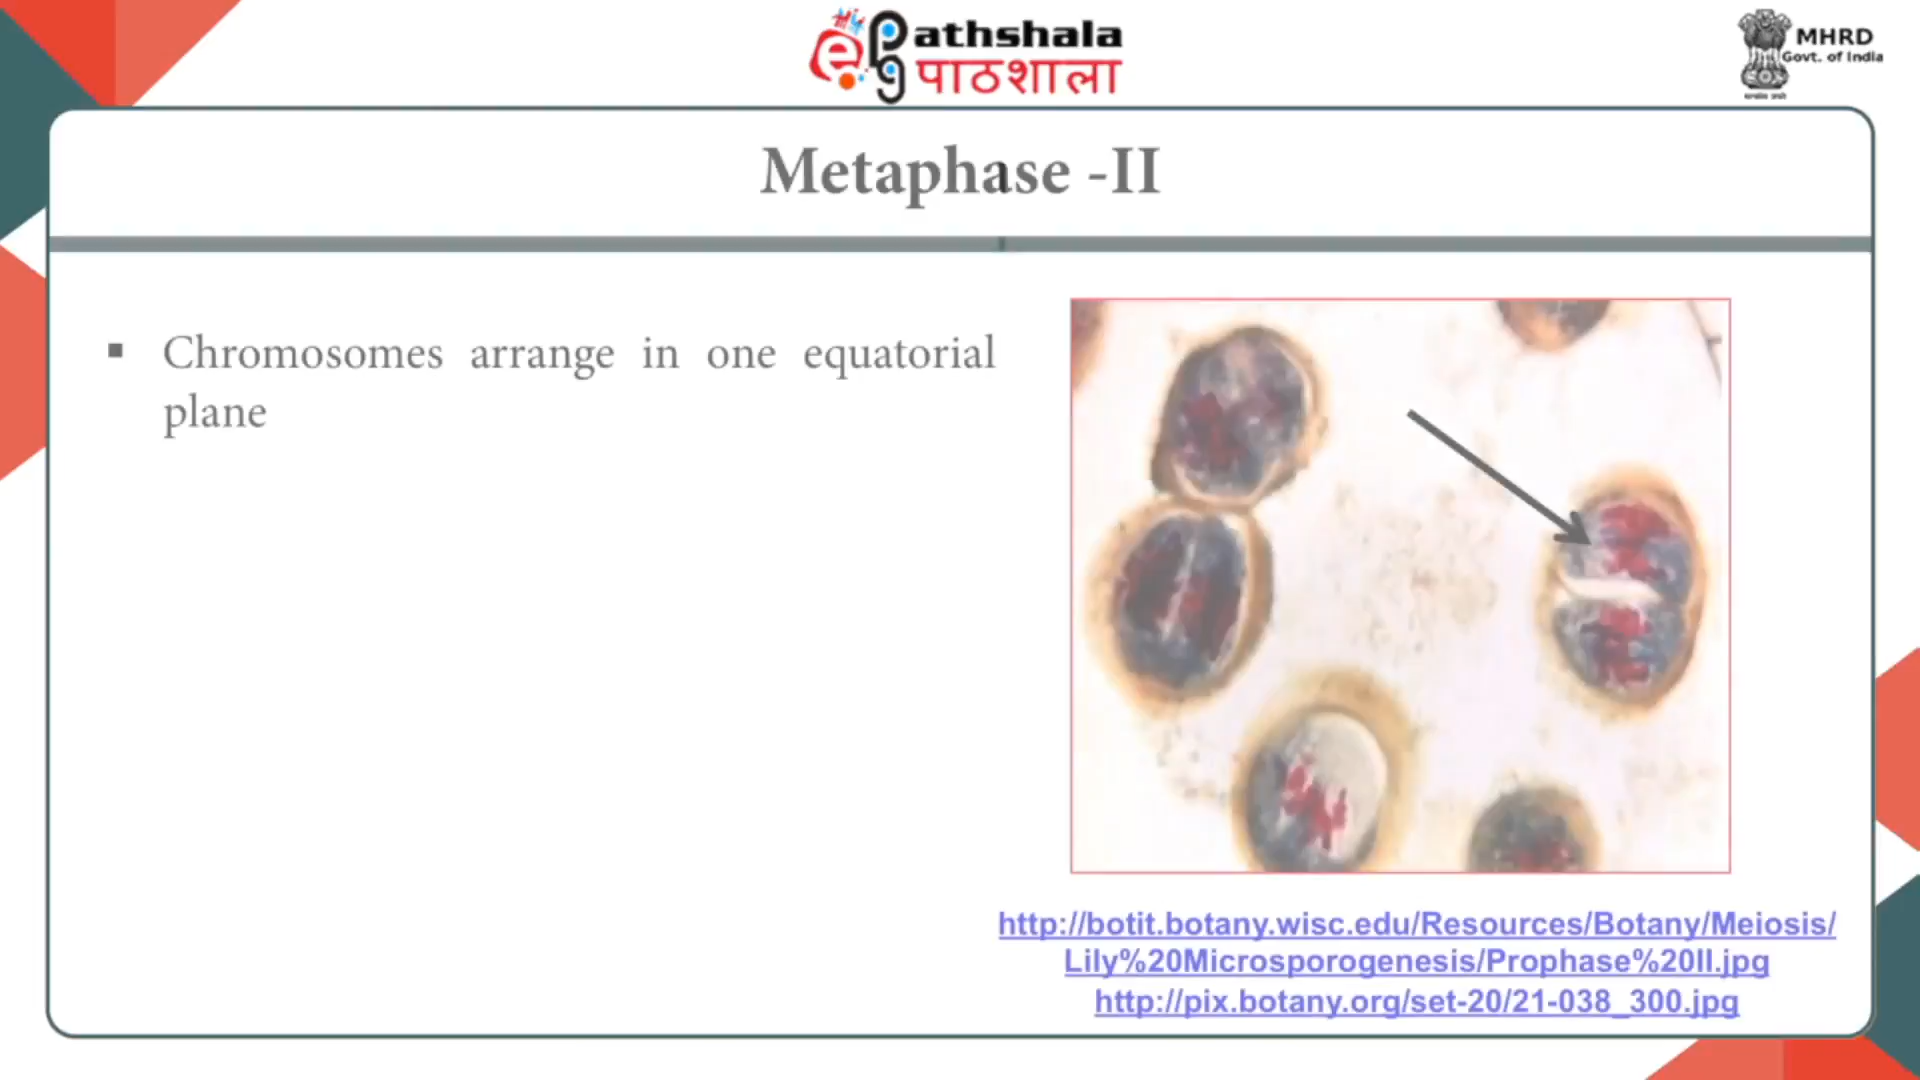 Pathshala
पाठशाला
MHRD
Govt. of India
Metaphase -II
▪ Chromosomes arrange in one equatorial
plane
http://botit.botany.wisc.edu/Resources/Botany/Meiosis/
Lily%20Microsporogenesis/Prophase%20II.jpg
http://pix.botany.org/set-20/21-038_300.jpg